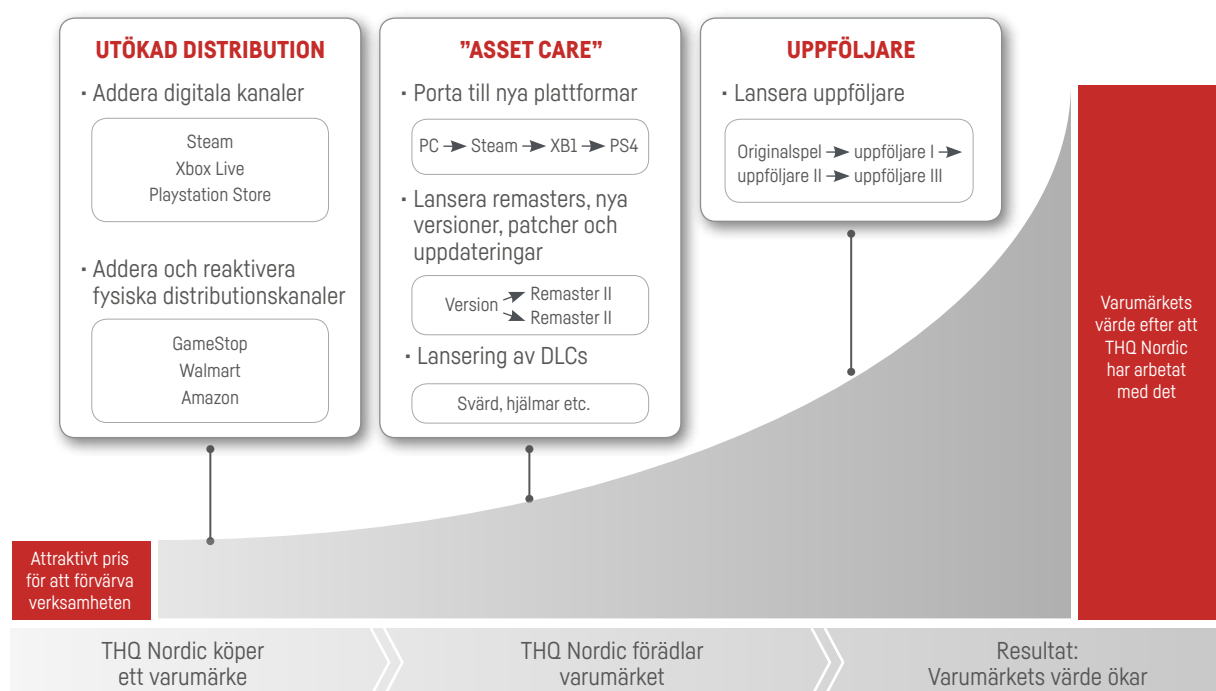 UTÖKAD DISTRIBUTION
· Addera digitala kanaler
Steam
Xbox Live
Playstation Store
· Addera och reaktivera
fysiska distributionskanaler
GameStop
Walmart
Amazon
”ASSET CARE”
· Porta till nya plattformar
PC → Steam → XB1 → PS4
· Lansera remasters, nya
versioner, patcher och
uppdateringar
Version
Remaster II
Remaster II
· Lansering av DLCs
Svärd, hjälmar etc.
UPPFÖLJARE
· Lansera uppföljare
Originalspel → uppföljare I →
uppföljare II → uppföljare III
Attraktivt pris
för att förvärva
verksamheten
Varumärkets
värde efter att
THQ Nordic
har arbetat
med det
THQ Nordic köper
ett varumärke
THQ Nordic förädlar
varumärket
Resultat:
Varumärkets värde ökar